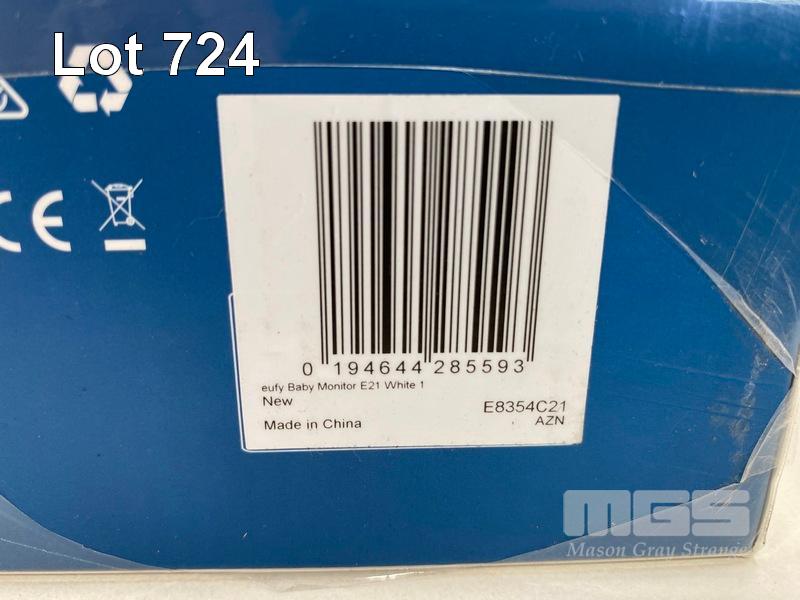 Lot 724
CE
0 194644 285593
eufy Baby Monitor E21 White 1
New
E8354C21
Made in China
AZN
MGS
Mason Gray Strange